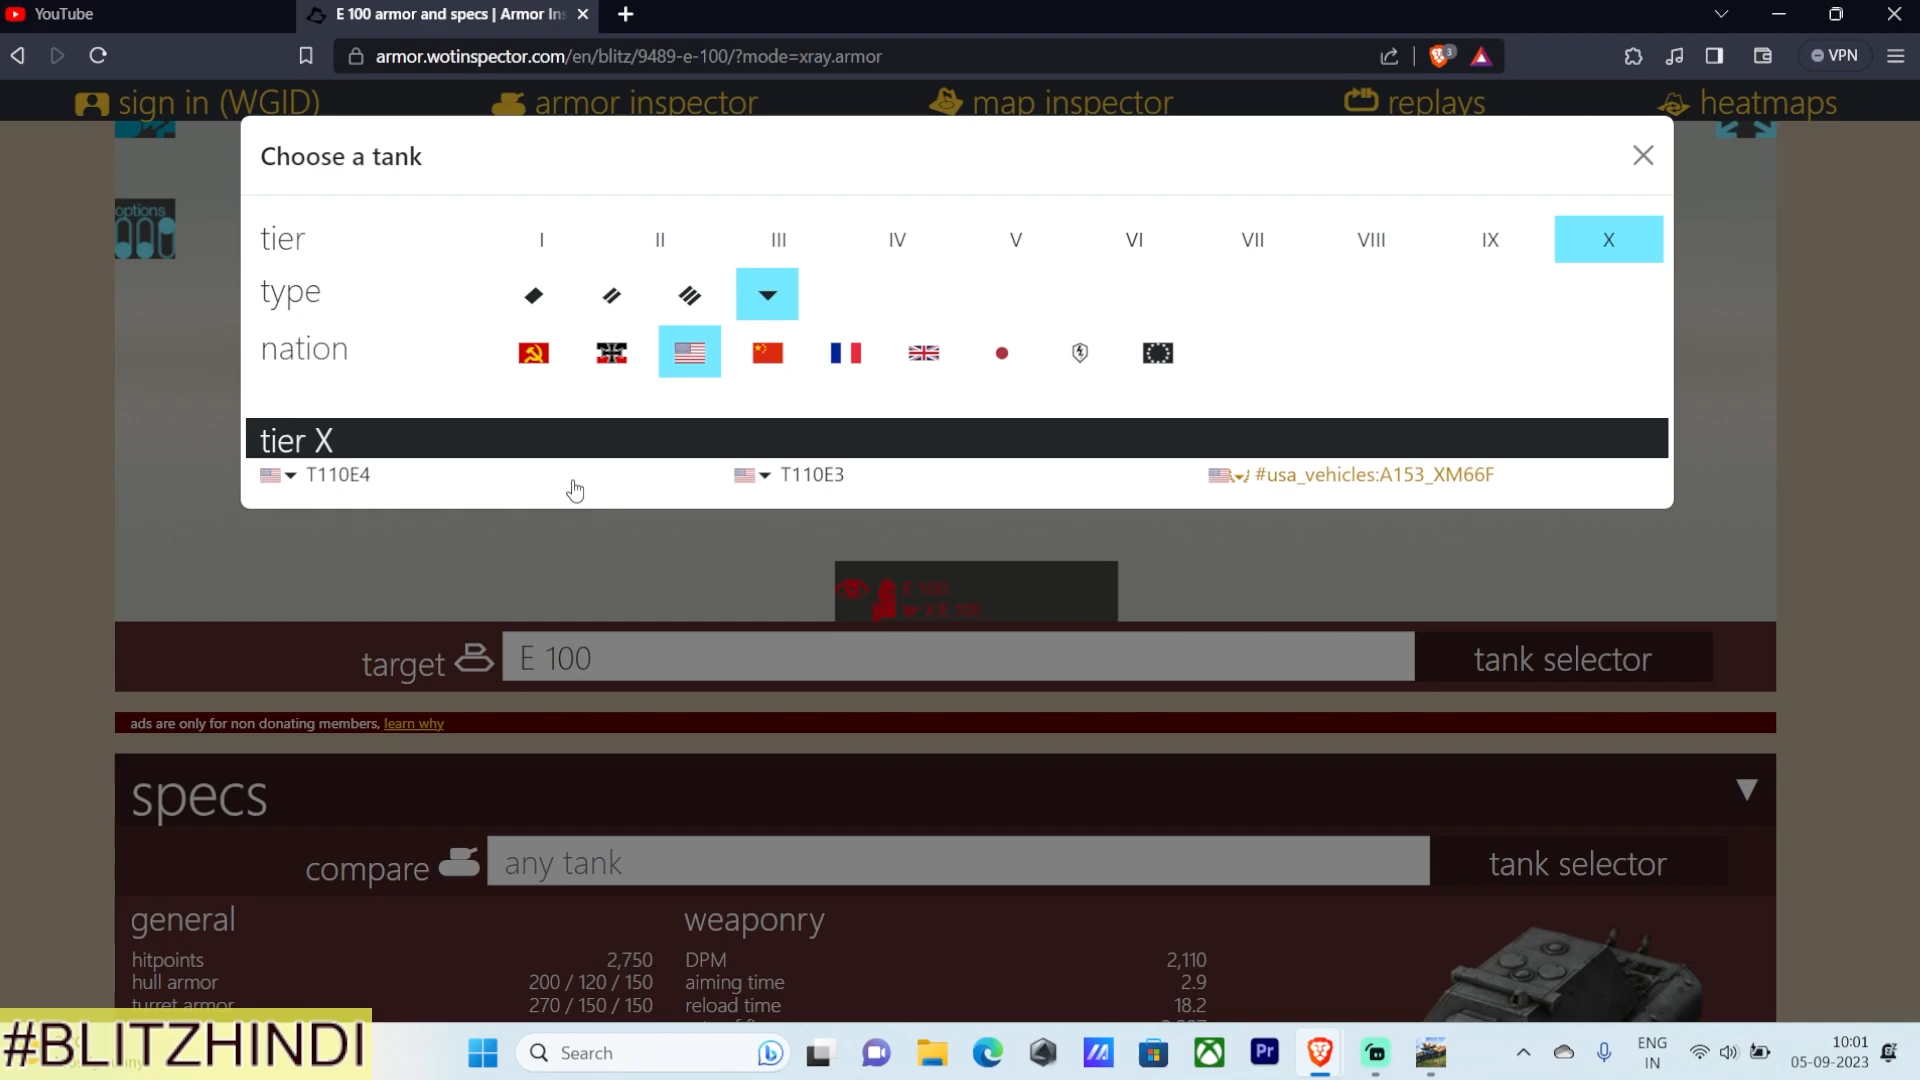 YouTube
E 100 armor and specs | Armor Ins
armor.wotinspector.com/en/blitz/9489-e-100/?mode=xray.armor
3
VPN
sign in (WGID)
armor inspector
map inspector
replays
heatmaps
options
Choose a tank
tier
I
II
III
IV
V
VI
VII
VIII
IX
X
type
nation
tier X
T110E4
T110E3
#usa_vehicles:A153_XM66F
E 100
X E 100
target
E 100
tank selector
ads are only for non donating members, learn why
specs
compare
any tank
tank selector
general
weaponry
hitpoints 2,750
DPM 2,110
hull armor 200 / 120 / 150
aiming time 2.9
turret armor 270 / 150 / 150
reload time 18.2
#BLITZHINDI
Search
Pr
ENG
IN
10:01
05-09-2023